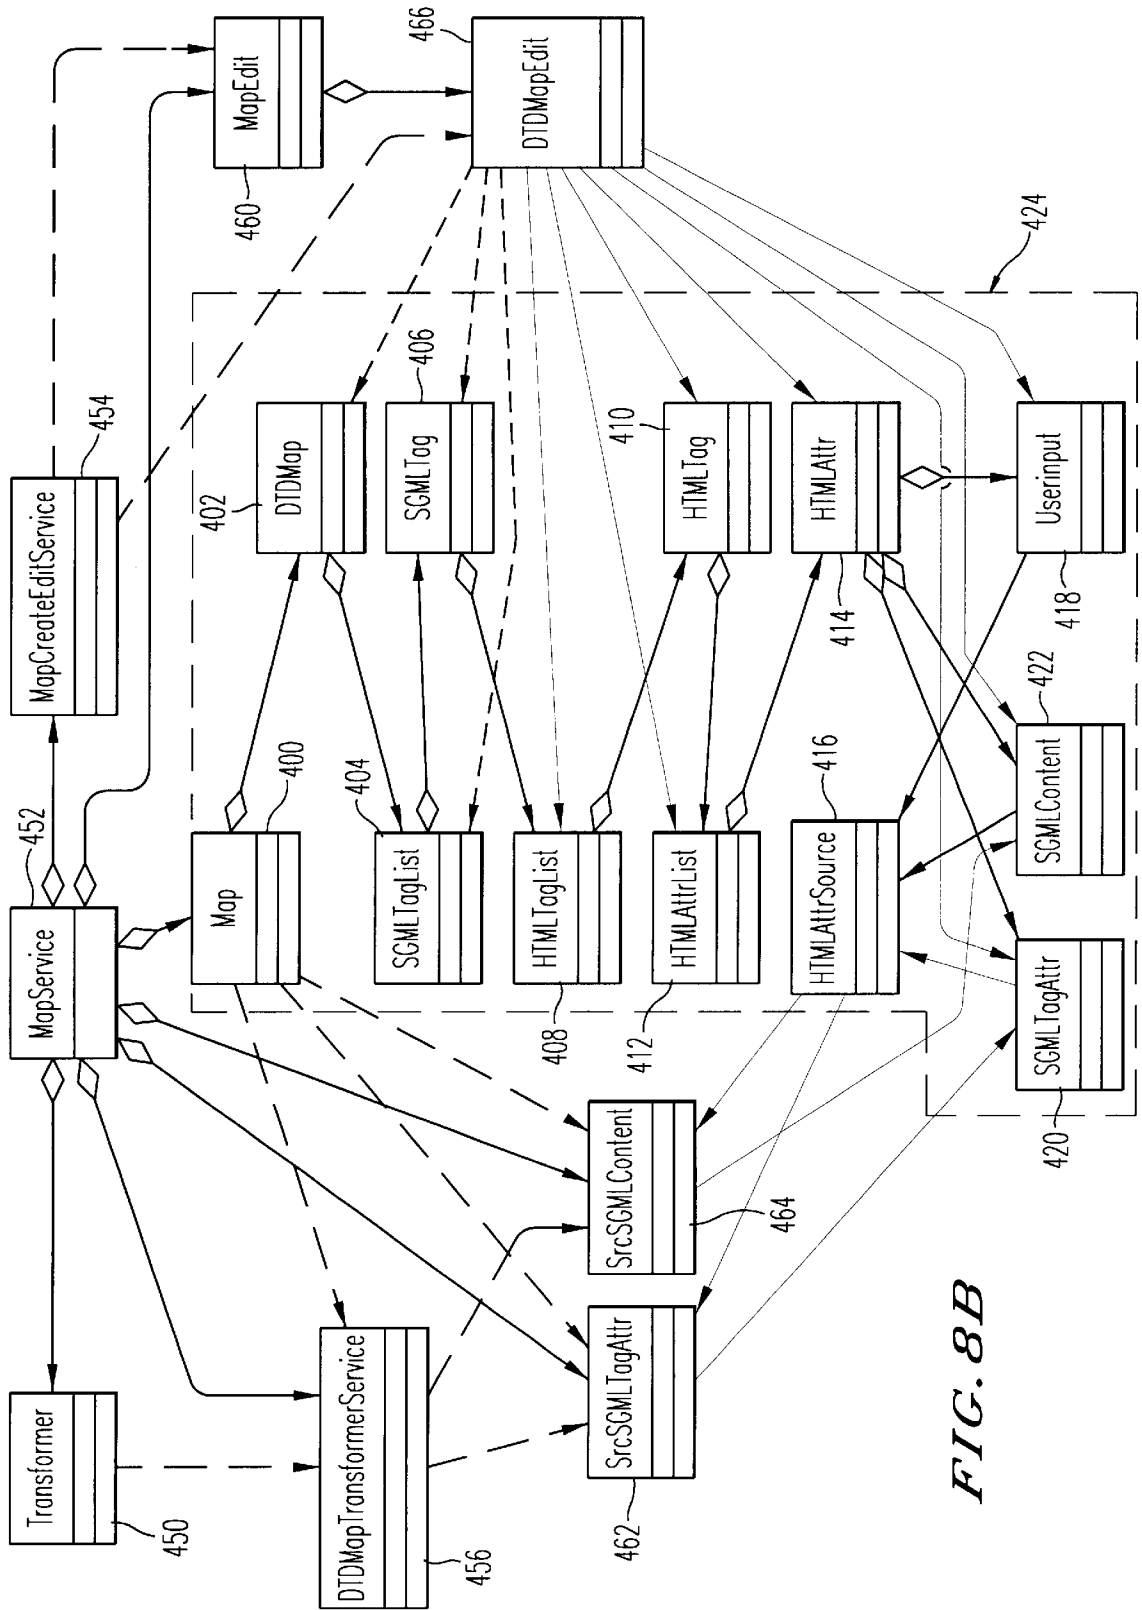 Transformer
450
MapService
452
MapCreateEditService
454
MapEdit
460
DTDMapTransformerService
456
Map
400
DTDMap
402
DTDMapEdit
466
SGMLTagList
404
SGMLTag
406
HTMLTagList
408
HTMLTag
410
HTMLAttrList
412
HTMLAttr
414
SrcSGMLTagAttr
462
SrcSGMLContent
464
HTMLAttrSource
416
SGMLTagAttr
420
SGMLContent
422
Userinput
418
424
FIG. 8B